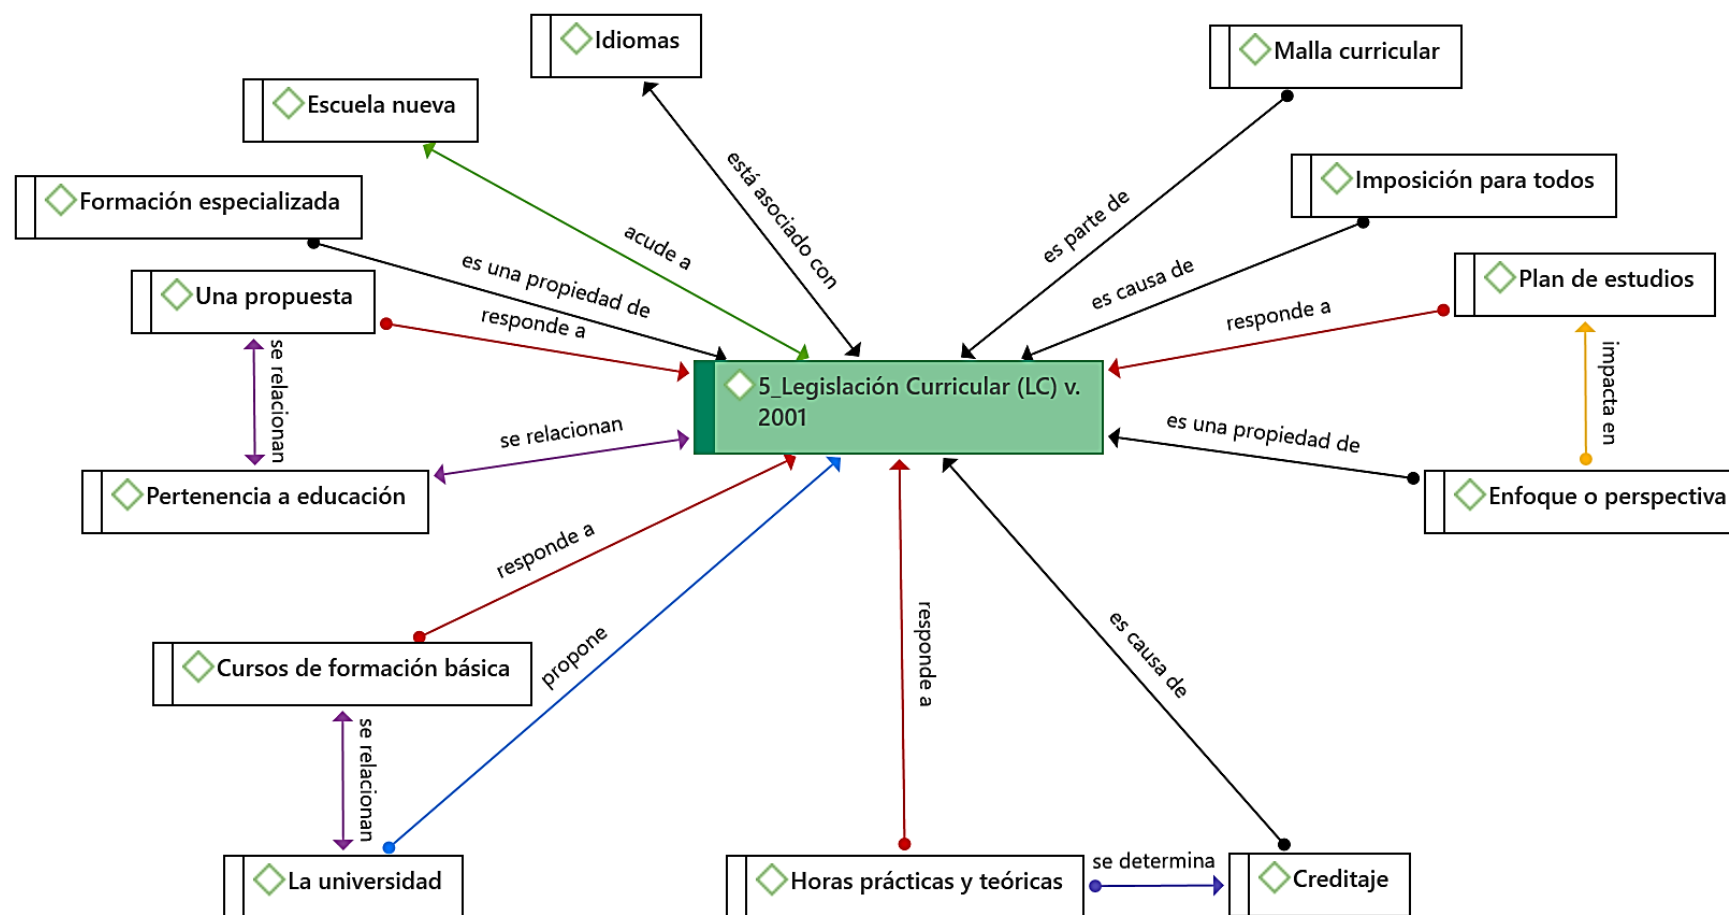 Idiomas
Malla curricular
Escuela nueva
Imposición para todos
Formación especializada
está asociado con
es parte de
acude a
es una propiedad de
es causa de
Una propuesta
Plan de estudios
responde a
responde a
se relacionan
impacta en
5_Legislación Curricular (LC) v.
2001
se relacionan
es una propiedad de
Pertenencia a educación
Enfoque o perspectiva
responde a
propone
responde a
es causa de
Cursos de formación básica
se relacionan
La universidad
Horas prácticas y teóricas
se determina
Creditaje